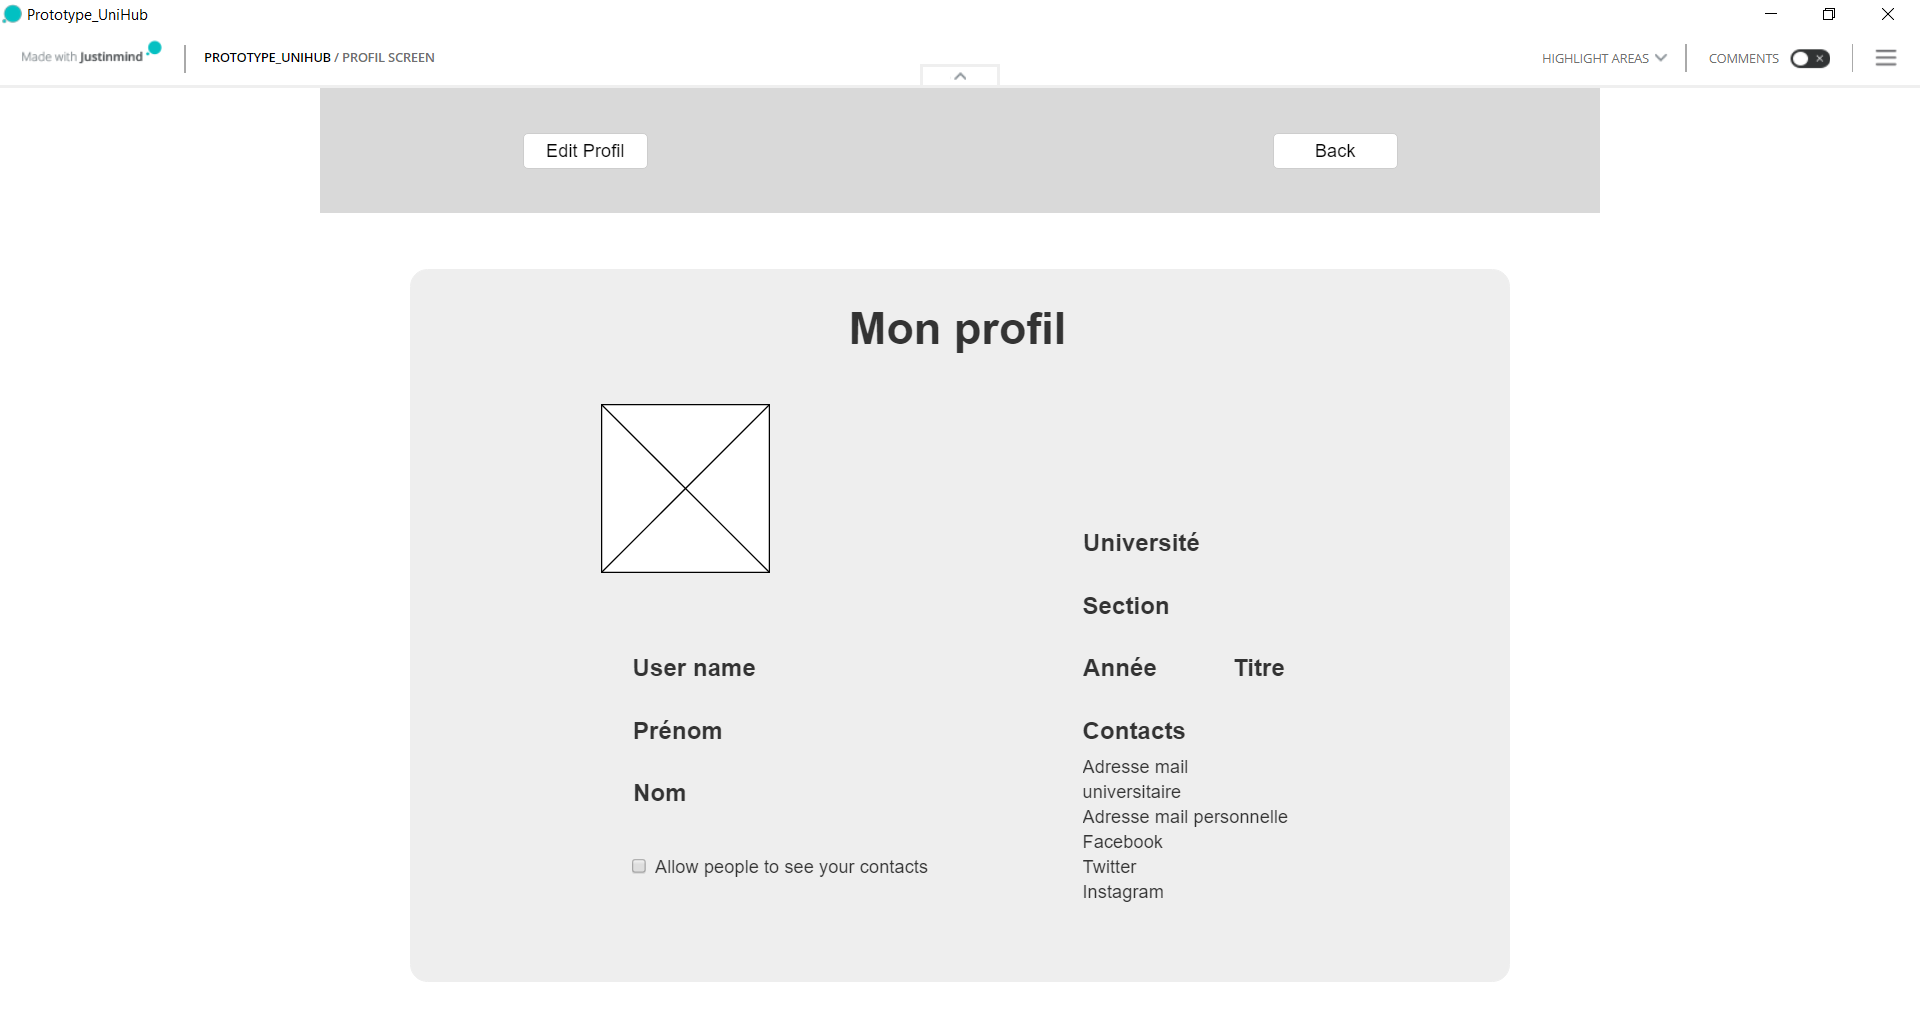 Prototype_UniHub
Made with Justinmind
PROTOTYPE_UNIHUB / PROFIL SCREEN
HIGHLIGHT AREAS
COMMENTS
Edit Profil
Back
Mon profil
Université
Section
User name
Année
Titre
Prénom
Contacts
Adresse mail
universitaire
Nom
Adresse mail personnelle
Facebook
Allow people to see your contacts
Twitter
Instagram